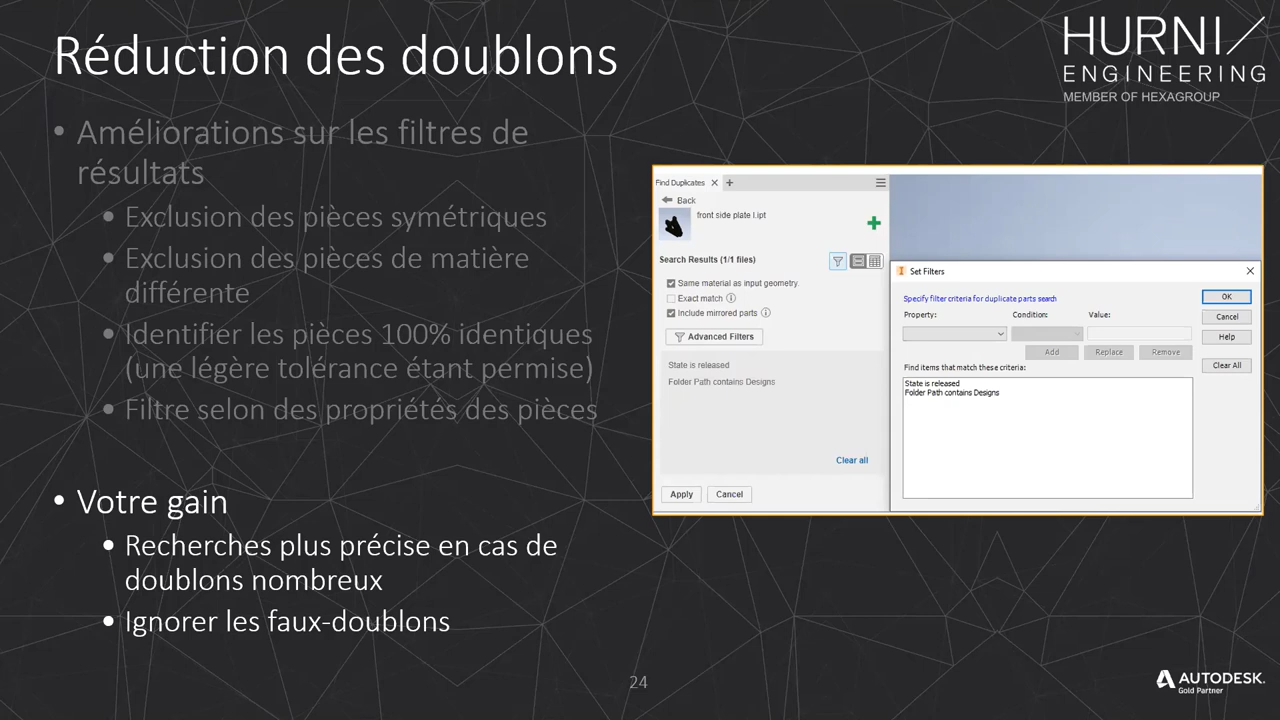 Réduction des doublons
HURNI
ENGINEERING
MEMBER OF HEXAGROUP
• Améliorations sur les filtres de
résultats
• Exclusion des pièces symétriques
• Exclusion des pièces de matière
différente
• Identifier les pièces 100% identiques
(une légère tolérance étant permise)
• Filtre selon des propriétés des pièces
• Votre gain
• Recherches plus précise en cas de
doublons nombreux
• Ignorer les faux-doublons
Find Duplicates
Back
front side plate l.ipt
Search Results (1/1 files)
Same material as input geometry.
Exact match
Include mirrored parts
Advanced Filters
State is released
Folder Path contains Designs
Clear all
Apply Cancel
Set Filters
Specify filter criteria for duplicate parts search
OK
Property: Condition: Value:
Cancel
Help
Add Replace Remove
Find items that match these criteria:
Clear All
State is released
Folder Path contains Designs
24
AUTODESK.
Gold Partner